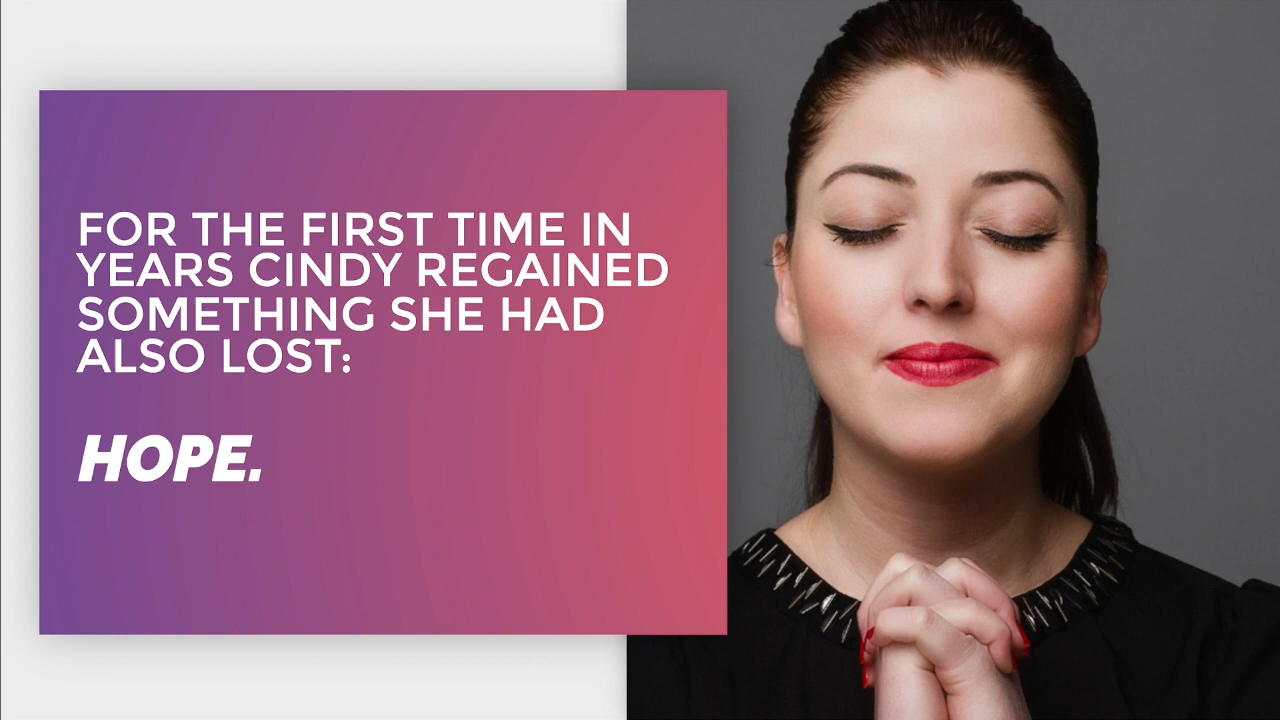 FOR THE FIRST TIME IN
YEARS CINDY REGAINED
SOMETHING SHE HAD
ALSO LOST:
HOPE.